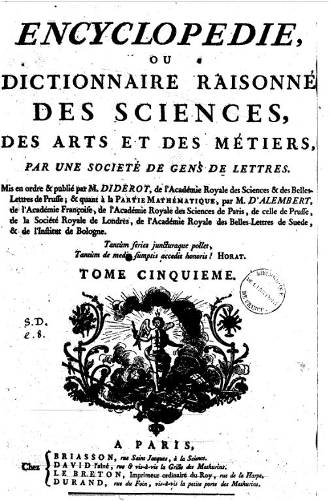 ENCYCLOPEDIE,
OU
DICTIONNAIRE RAISONNÉ
DES SCIENCES,
DES ARTS ET DES MÉTIERS,
PAR UNE SOCIETÉ DE GENS DE LETTRES.
Mis en ordre & publié par M. DIDEROT, de l'Académie Royale des Sciences & des Belles-
Lettres de Prusse ; & quant à la PARTIE MATHÉMATIQUE, par M. D'ALEMBERT,
de l'Académie Françoise, de l'Académie Royale des Sciences de Paris, de celle de Prusse,
de la Société Royale de Londres, de l'Académie Royale des Belles-Lettres de Suede,
& de l'Institut de Bologne.
Tantùm series juncturaque pollet,
Tantùm de medio sumptis accedit honoris ! HORAT.
TOME CINQUIEME.
S.D.
e.8.
A PARIS,
Chez
BRIASSON, rue Saint Jacques, à la Science.
DAVID l'aîné, rue & vis-à-vis la Grille des Mathurins.
LE BRETON, Imprimeur ordinaire du Roy, rue de la Harpe.
DURAND, rue du Foin, vis-à-vis la petite porte des Mathurins.